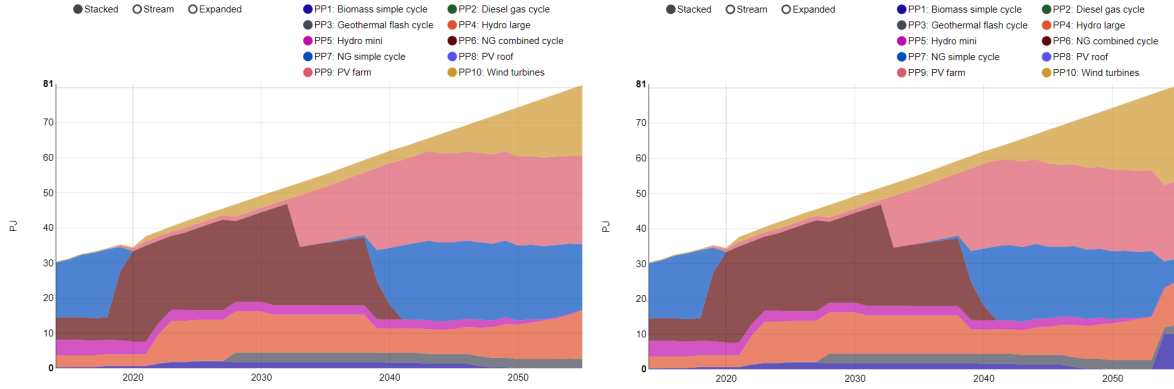 Stacked Stream Expanded
PP1: Biomass simple cycle PP2: Diesel gas cycle
PP3: Geothermal flash cycle PP4: Hydro large
PP5: Hydro mini PP6: NG combined cycle
PP7: NG simple cycle PP8: PV roof
PP9: PV farm PP10: Wind turbines
81
70
60
50
40
30
20
10
0
PJ
2020 2030 2040 2050
Stacked Stream Expanded
PP1: Biomass simple cycle PP2: Diesel gas cycle
PP3: Geothermal flash cycle PP4: Hydro large
PP5: Hydro mini PP6: NG combined cycle
PP7: NG simple cycle PP8: PV roof
PP9: PV farm PP10: Wind turbines
81
70
60
50
40
30
20
10
0
PJ
2020 2030 2040 2050